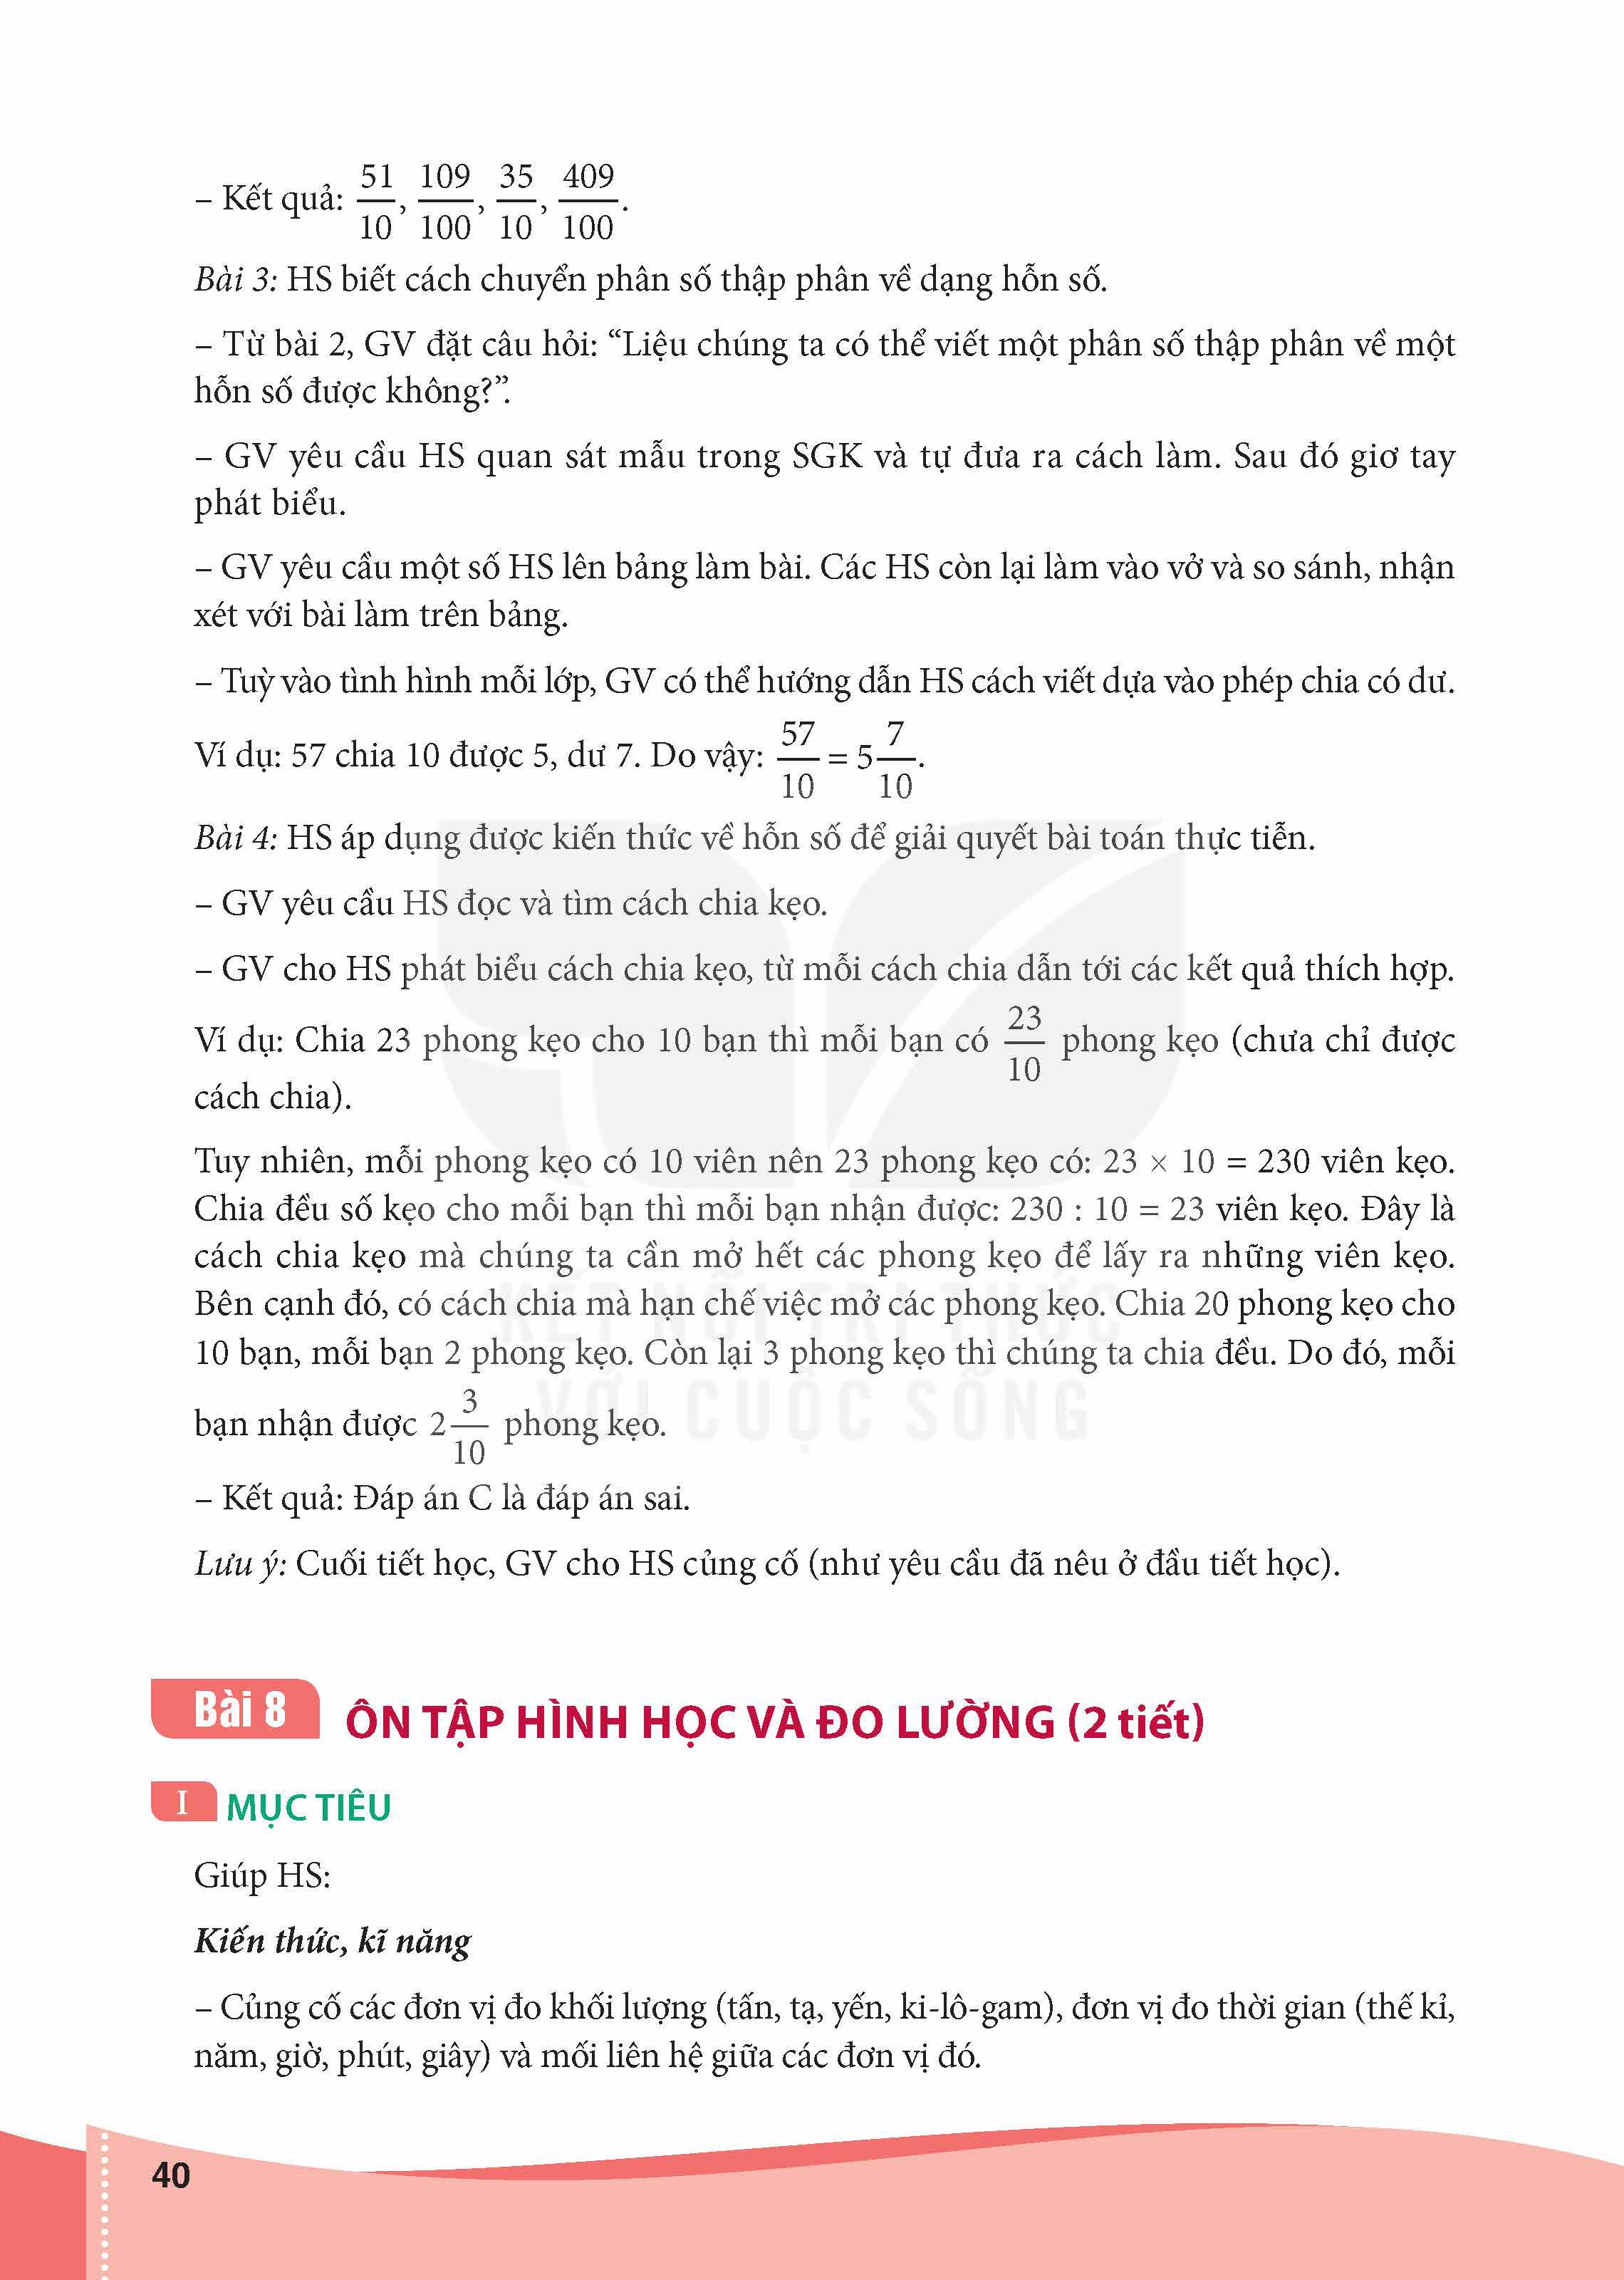 – Kết quả: 51/10, 109/100, 35/10, 409/100.
Bài 3: HS biết cách chuyển phân số thập phân về dạng hỗn số.
– Từ bài 2, GV đặt câu hỏi: “Liệu chúng ta có thể viết một phân số thập phân về một
hỗn số được không?”.
– GV yêu cầu HS quan sát mẫu trong SGK và tự đưa ra cách làm. Sau đó giơ tay
phát biểu.
– GV yêu cầu một số HS lên bảng làm bài. Các HS còn lại làm vào vở và so sánh, nhận
xét với bài làm trên bảng.
– Tuỳ vào tình hình mỗi lớp, GV có thể hướng dẫn HS cách viết dựa vào phép chia có dư.
Ví dụ: 57 chia 10 được 5, dư 7. Do vậy: 57/10 = 5 7/10.
Bài 4: HS áp dụng được kiến thức về hỗn số để giải quyết bài toán thực tiễn.
– GV yêu cầu HS đọc và tìm cách chia kẹo.
– GV cho HS phát biểu cách chia kẹo, từ mỗi cách chia dẫn tới các kết quả thích hợp.
Ví dụ: Chia 23 phong kẹo cho 10 bạn thì mỗi bạn có 23/10 phong kẹo (chưa chỉ được
cách chia).
Tuy nhiên, mỗi phong kẹo có 10 viên nên 23 phong kẹo có: 23 × 10 = 230 viên kẹo.
Chia đều số kẹo cho mỗi bạn thì mỗi bạn nhận được: 230 : 10 = 23 viên kẹo. Đây là
cách chia kẹo mà chúng ta cần mở hết các phong kẹo để lấy ra những viên kẹo.
Bên cạnh đó, có cách chia mà hạn chế việc mở các phong kẹo. Chia 20 phong kẹo cho
10 bạn, mỗi bạn 2 phong kẹo. Còn lại 3 phong kẹo thì chúng ta chia đều. Do đó, mỗi
bạn nhận được 2 3/10 phong kẹo.
– Kết quả: Đáp án C là đáp án sai.
Lưu ý: Cuối tiết học, GV cho HS củng cố (như yêu cầu đã nêu ở đầu tiết học).
KẾT NỐI TRI THỨC
VỚI CUỘC SỐNG
Bài 8 ÔN TẬP HÌNH HỌC VÀ ĐO LƯỜNG (2 tiết)
I MỤC TIÊU
Giúp HS:
Kiến thức, kĩ năng
– Củng cố các đơn vị đo khối lượng (tấn, tạ, yến, ki-lô-gam), đơn vị đo thời gian (thế kỉ,
năm, giờ, phút, giây) và mối liên hệ giữa các đơn vị đó.
40